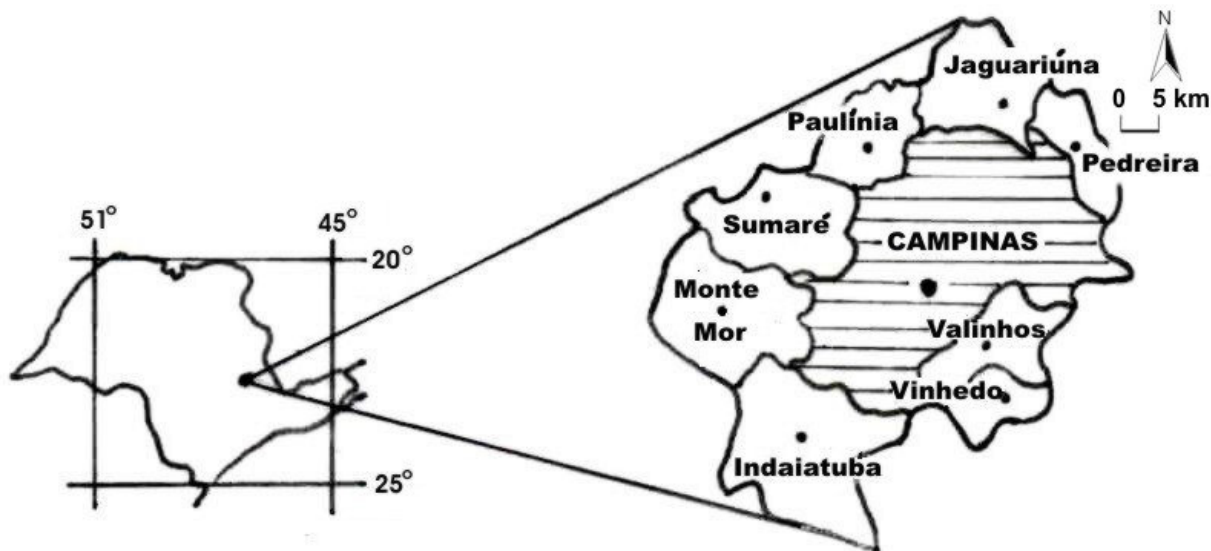 N
Jaguariúna
0 5 km
Paulínia
Pedreira
Sumaré
51°
45°
CAMPINAS
20°
Monte
Mor
Valinhos
Vinhedo
Indaiatuba
25°